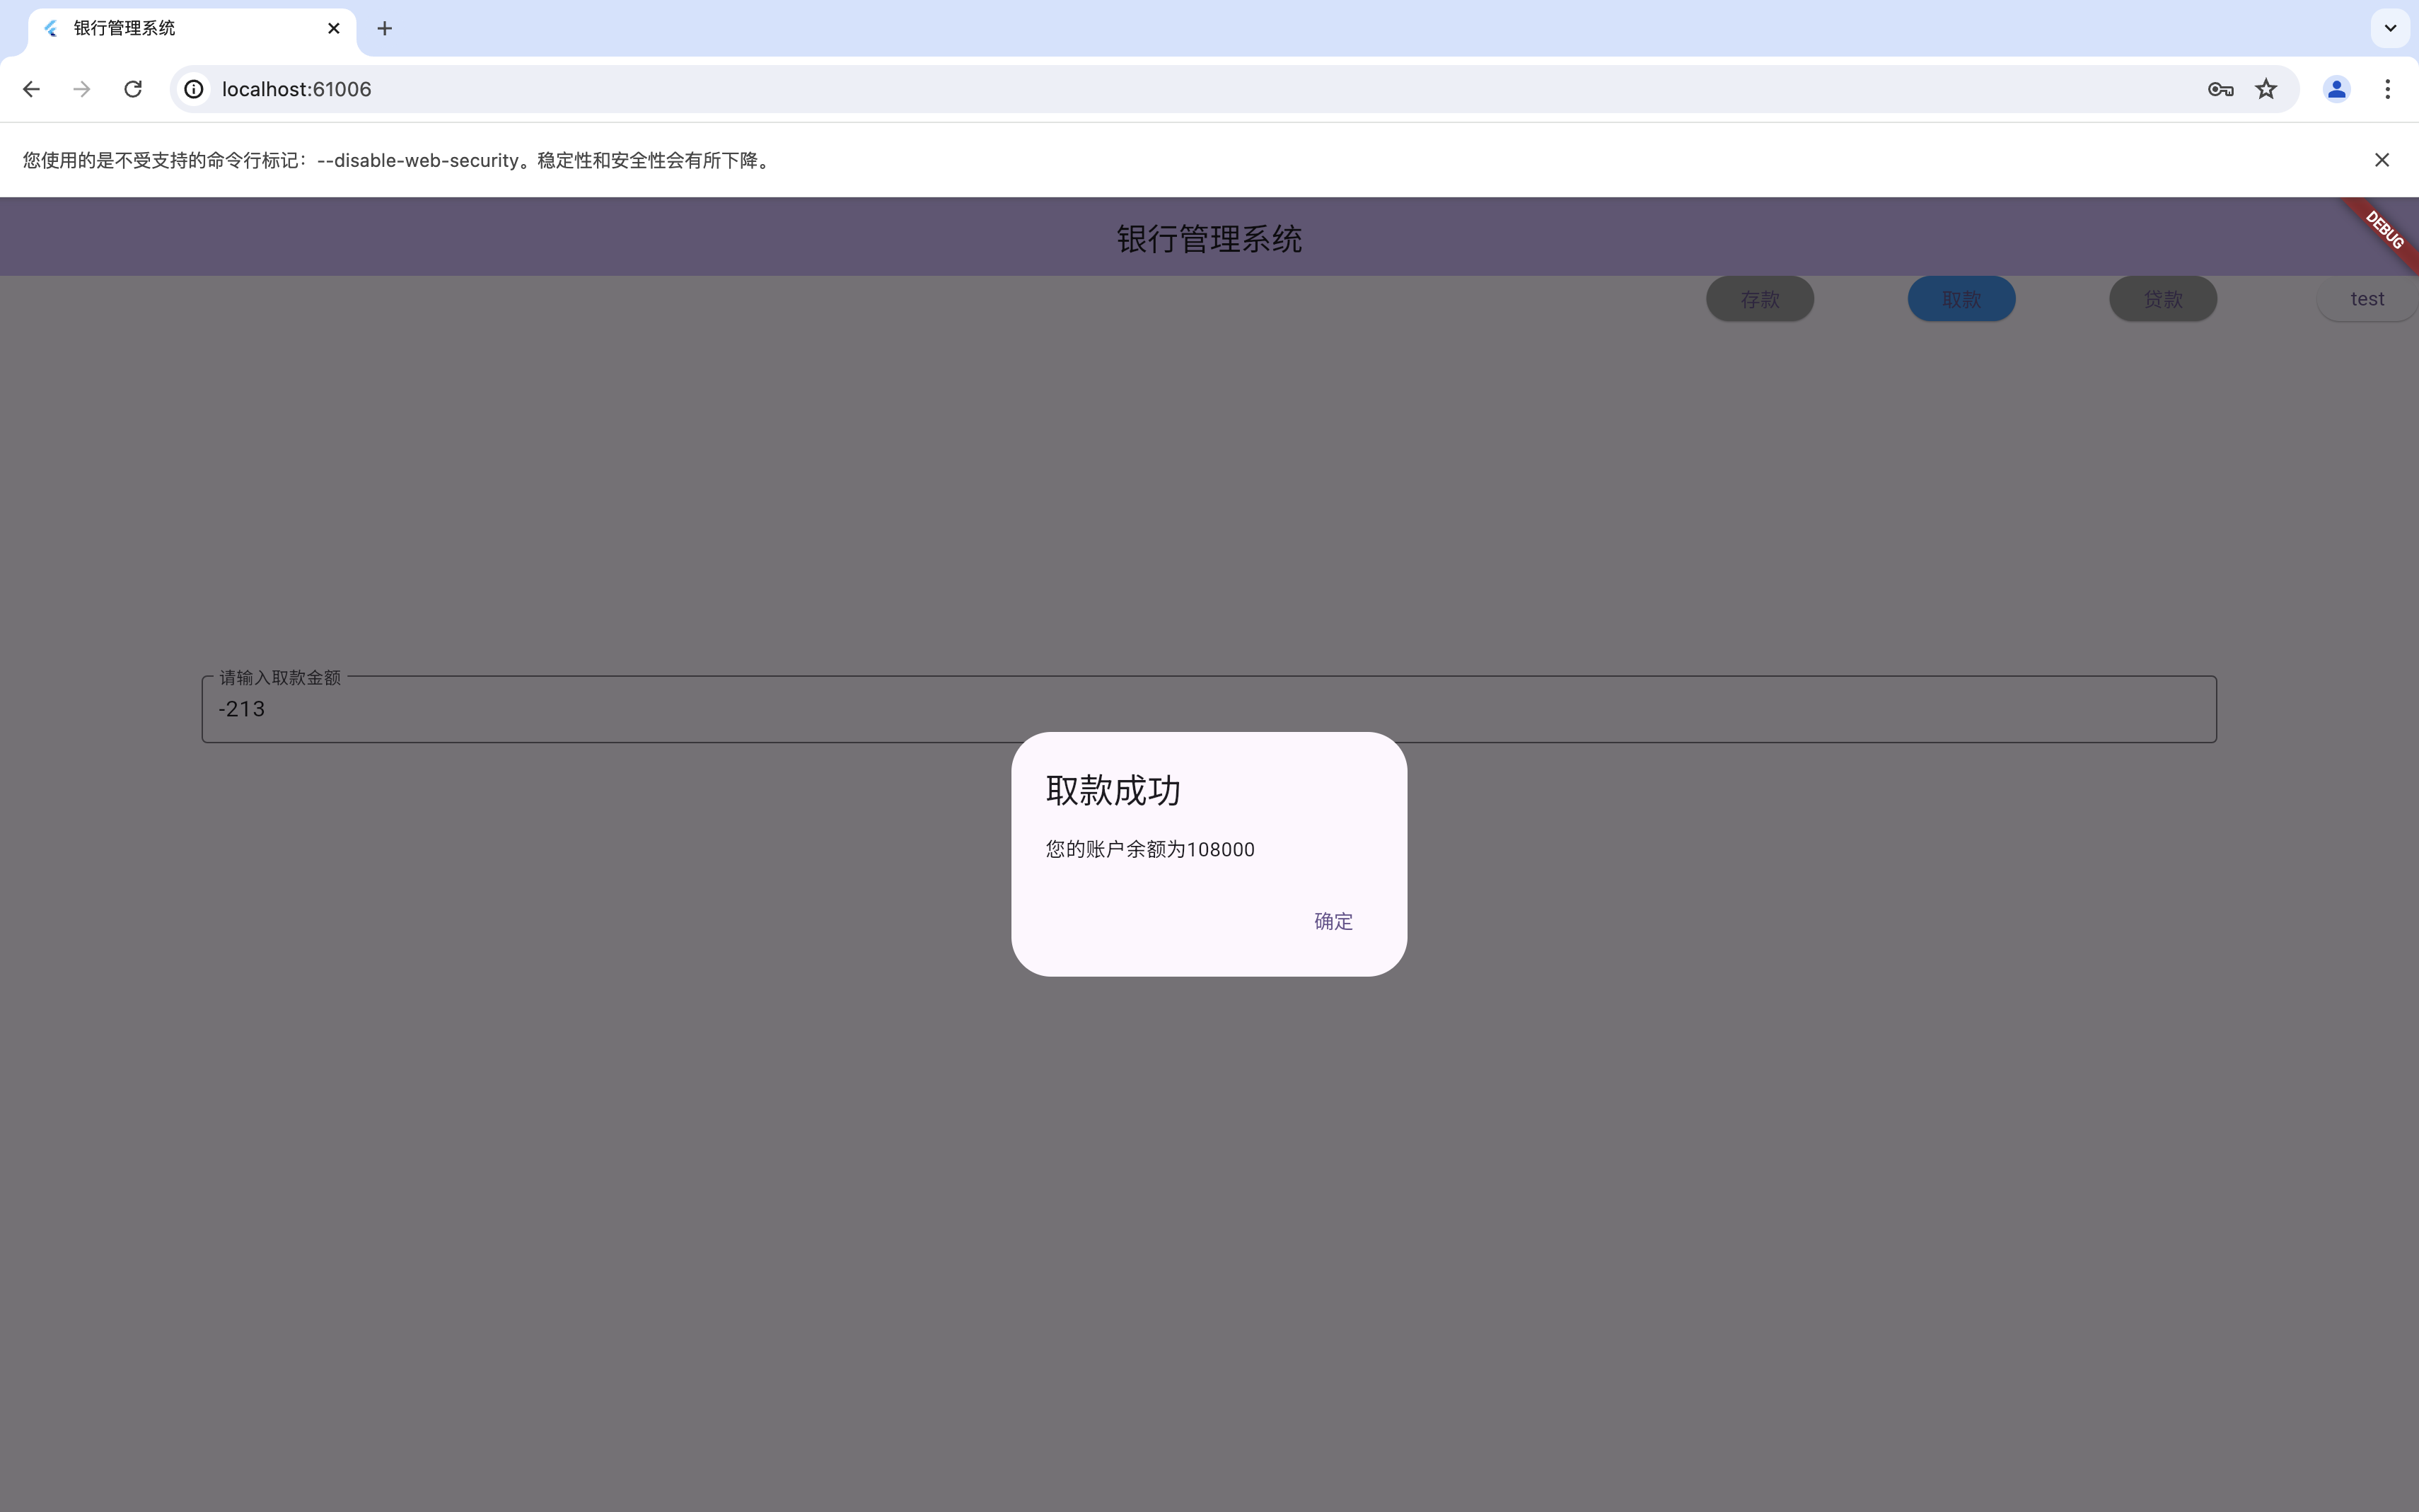 银行管理系统
localhost:61006
您使用的是不受支持的命令行标记：--disable-web-security。稳定性和安全性会有所下降。
银行管理系统
DEBUG
存款
取款
贷款
test
请输入取款金额
-213
取款成功
您的账户余额为108000
确定